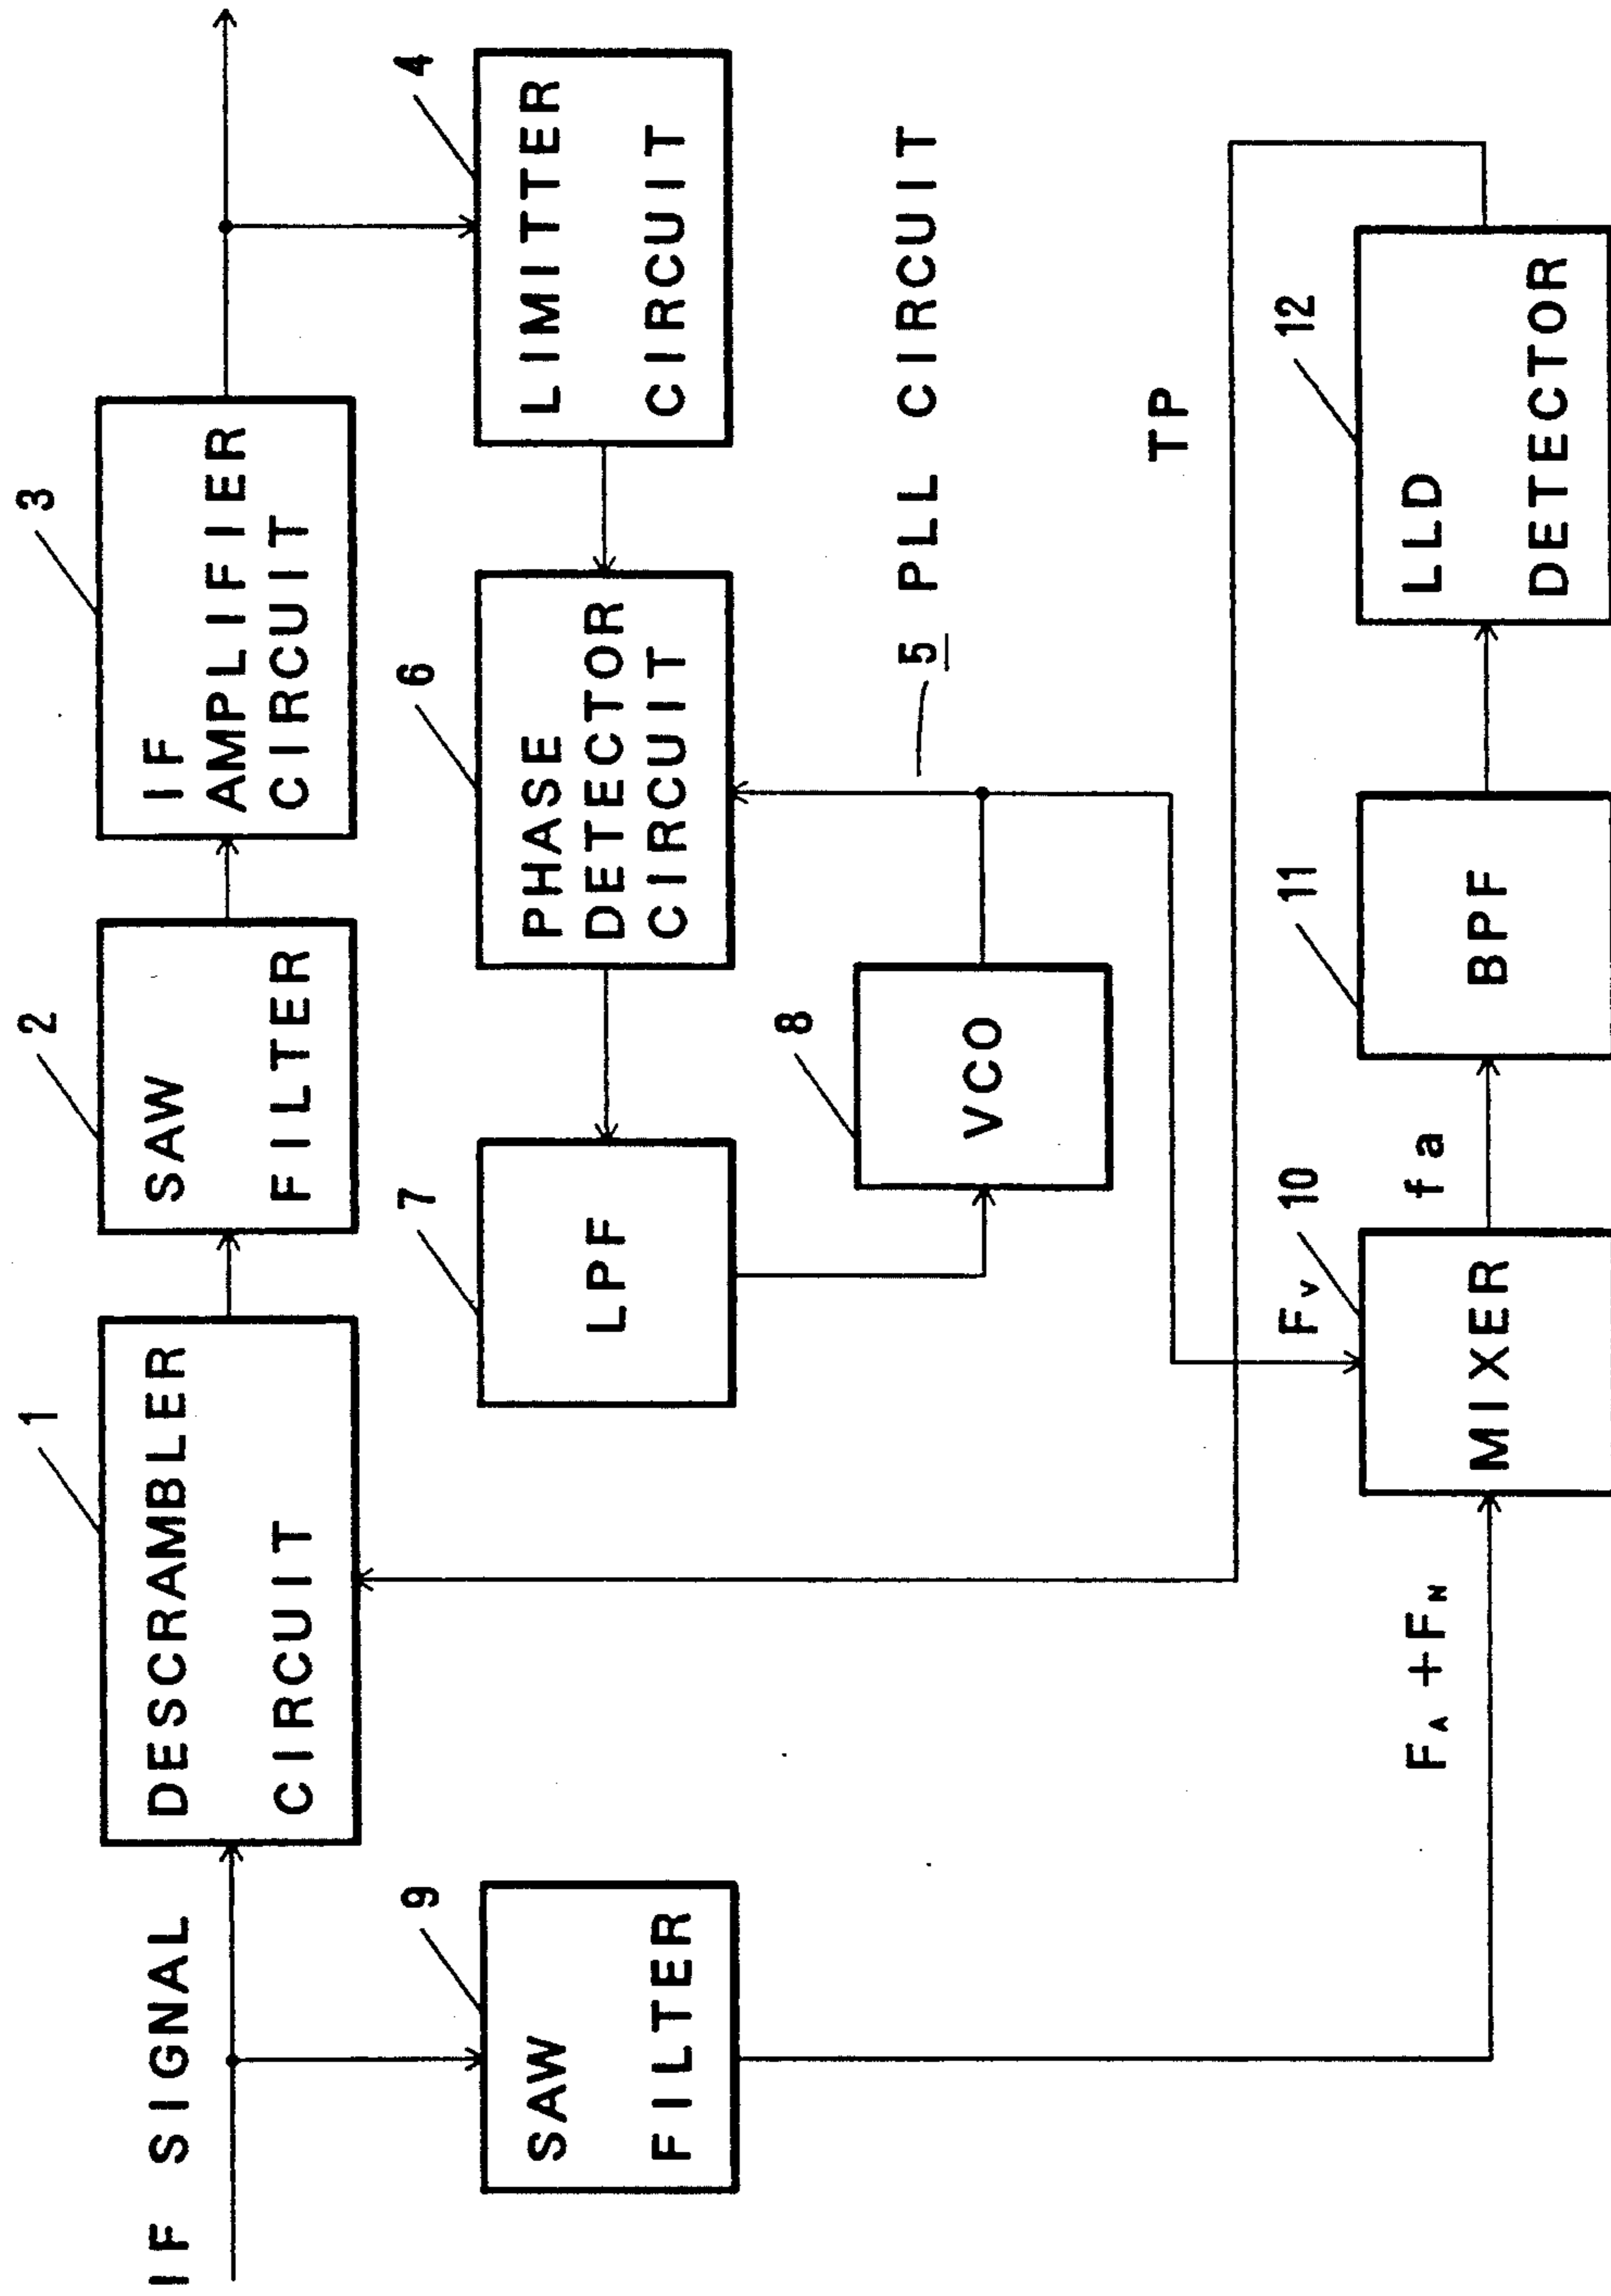 IF SIGNAL
1
DESCRAMBLER
CIRCUIT
2
SAW
FILTER
3
IF
AMPLIFIER
CIRCUIT
4
LIMITTER
CIRCUIT
6
PHASE
DETECTOR
CIRCUIT
7
LPF
8
VCO
5 PLL CIRCUIT
9
SAW
FILTER
FA+FN
10
MIXER
Fv
fa
11
BPF
12
LLD
DETECTOR
TP